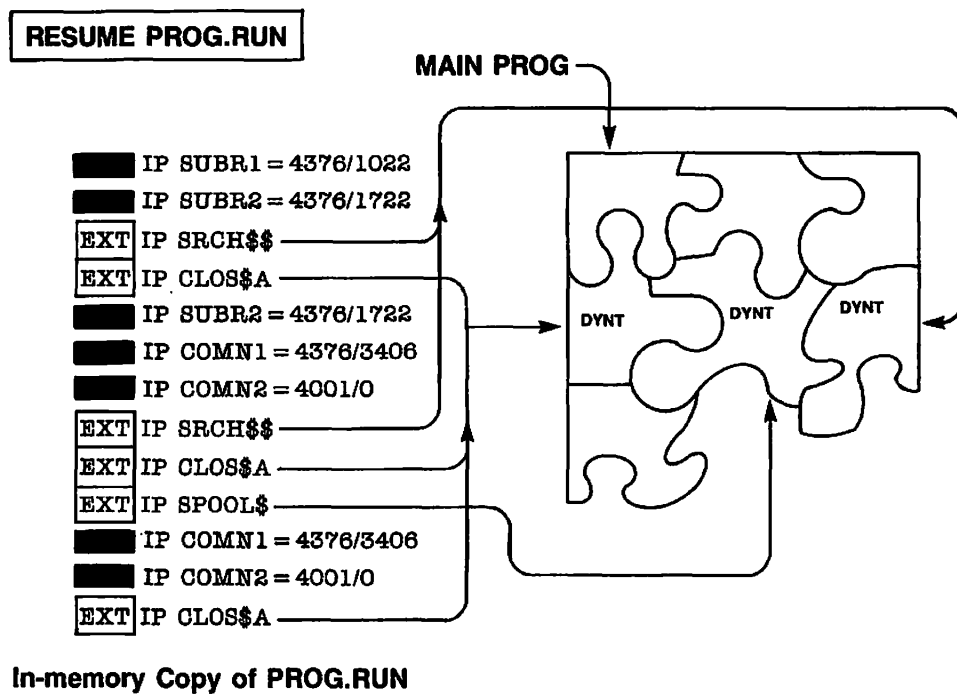 RESUME PROG.RUN
MAIN PROG
IP SUBR1 = 4376/1022
IP SUBR2 = 4376/1722
EXT IP SRCH$$
EXT IP CLOS$A
IP SUBR2 = 4376/1722
IP COMN1 = 4376/3406
IP COMN2 = 4001/0
EXT IP SRCH$$
EXT IP CLOS$A
EXT IP SPOOL$
IP COMN1 = 4376/3406
IP COMN2 = 4001/0
EXT IP CLOS$A
DYNT DYNT DYNT
In-memory Copy of PROG.RUN